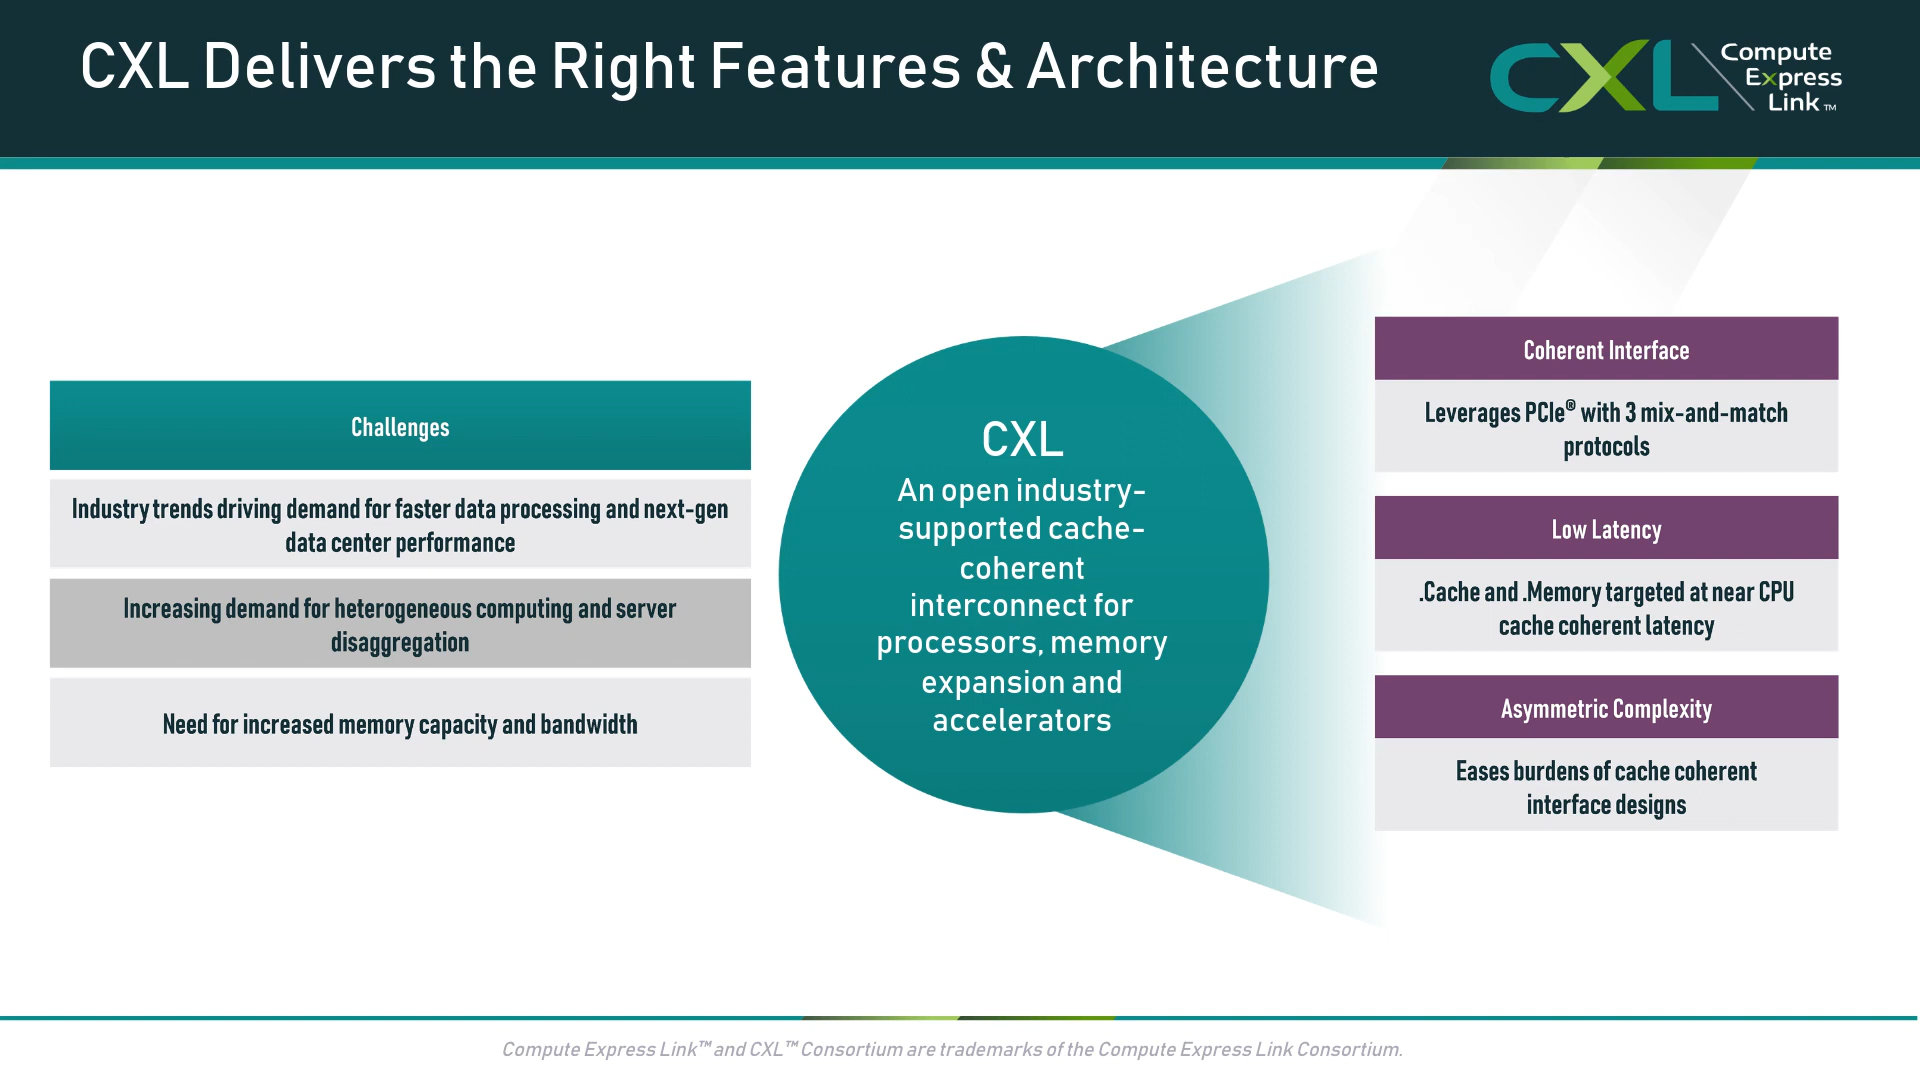 CXL Delivers the Right Features & Architecture
CXL
Compute
Express
Link™
Challenges
Industry trends driving demand for faster data processing and next-gen
data center performance
Increasing demand for heterogeneous computing and server
disaggregation
Need for increased memory capacity and bandwidth
CXL
An open industry-
supported cache-
coherent
interconnect for
processors, memory
expansion and
accelerators
Coherent Interface
Leverages PCIe® with 3 mix-and-match
protocols
Low Latency
.Cache and .Memory targeted at near CPU
cache coherent latency
Asymmetric Complexity
Eases burdens of cache coherent
interface designs
Compute Express Link™ and CXL™ Consortium are trademarks of the Compute Express Link Consortium.